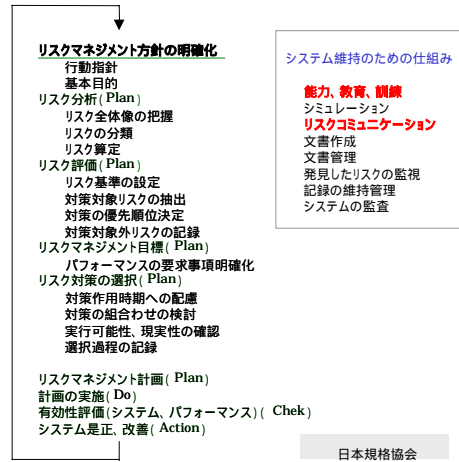 リスクマネジメント方針の明確化
行動指針
基本目的
リスク分析(Plan)
リスク全体像の把握
リスクの分類
リスク算定
リスク評価(Plan)
リスク基準の設定
対策対象リスクの抽出
対策の優先順位決定
対策対象外リスクの記録
リスクマネジメント目標(Plan)
パフォーマンスの要求事項明確化
リスク対策の選択(Plan)
対策作用時期への配慮
対策の組合わせの検討
実行可能性、現実性の確認
選択過程の記録
リスクマネジメント計画(Plan)
計画の実施(Do)
有効性評価(システム、パフォーマンス)(Chek)
システム是正、改善(Action)
システム維持のための仕組み
能力、教育、訓練
シミュレーション
リスクコミュニケーション
文書作成
文書管理
発見したリスクの監視
記録の維持管理
システムの監査
日本規格協会